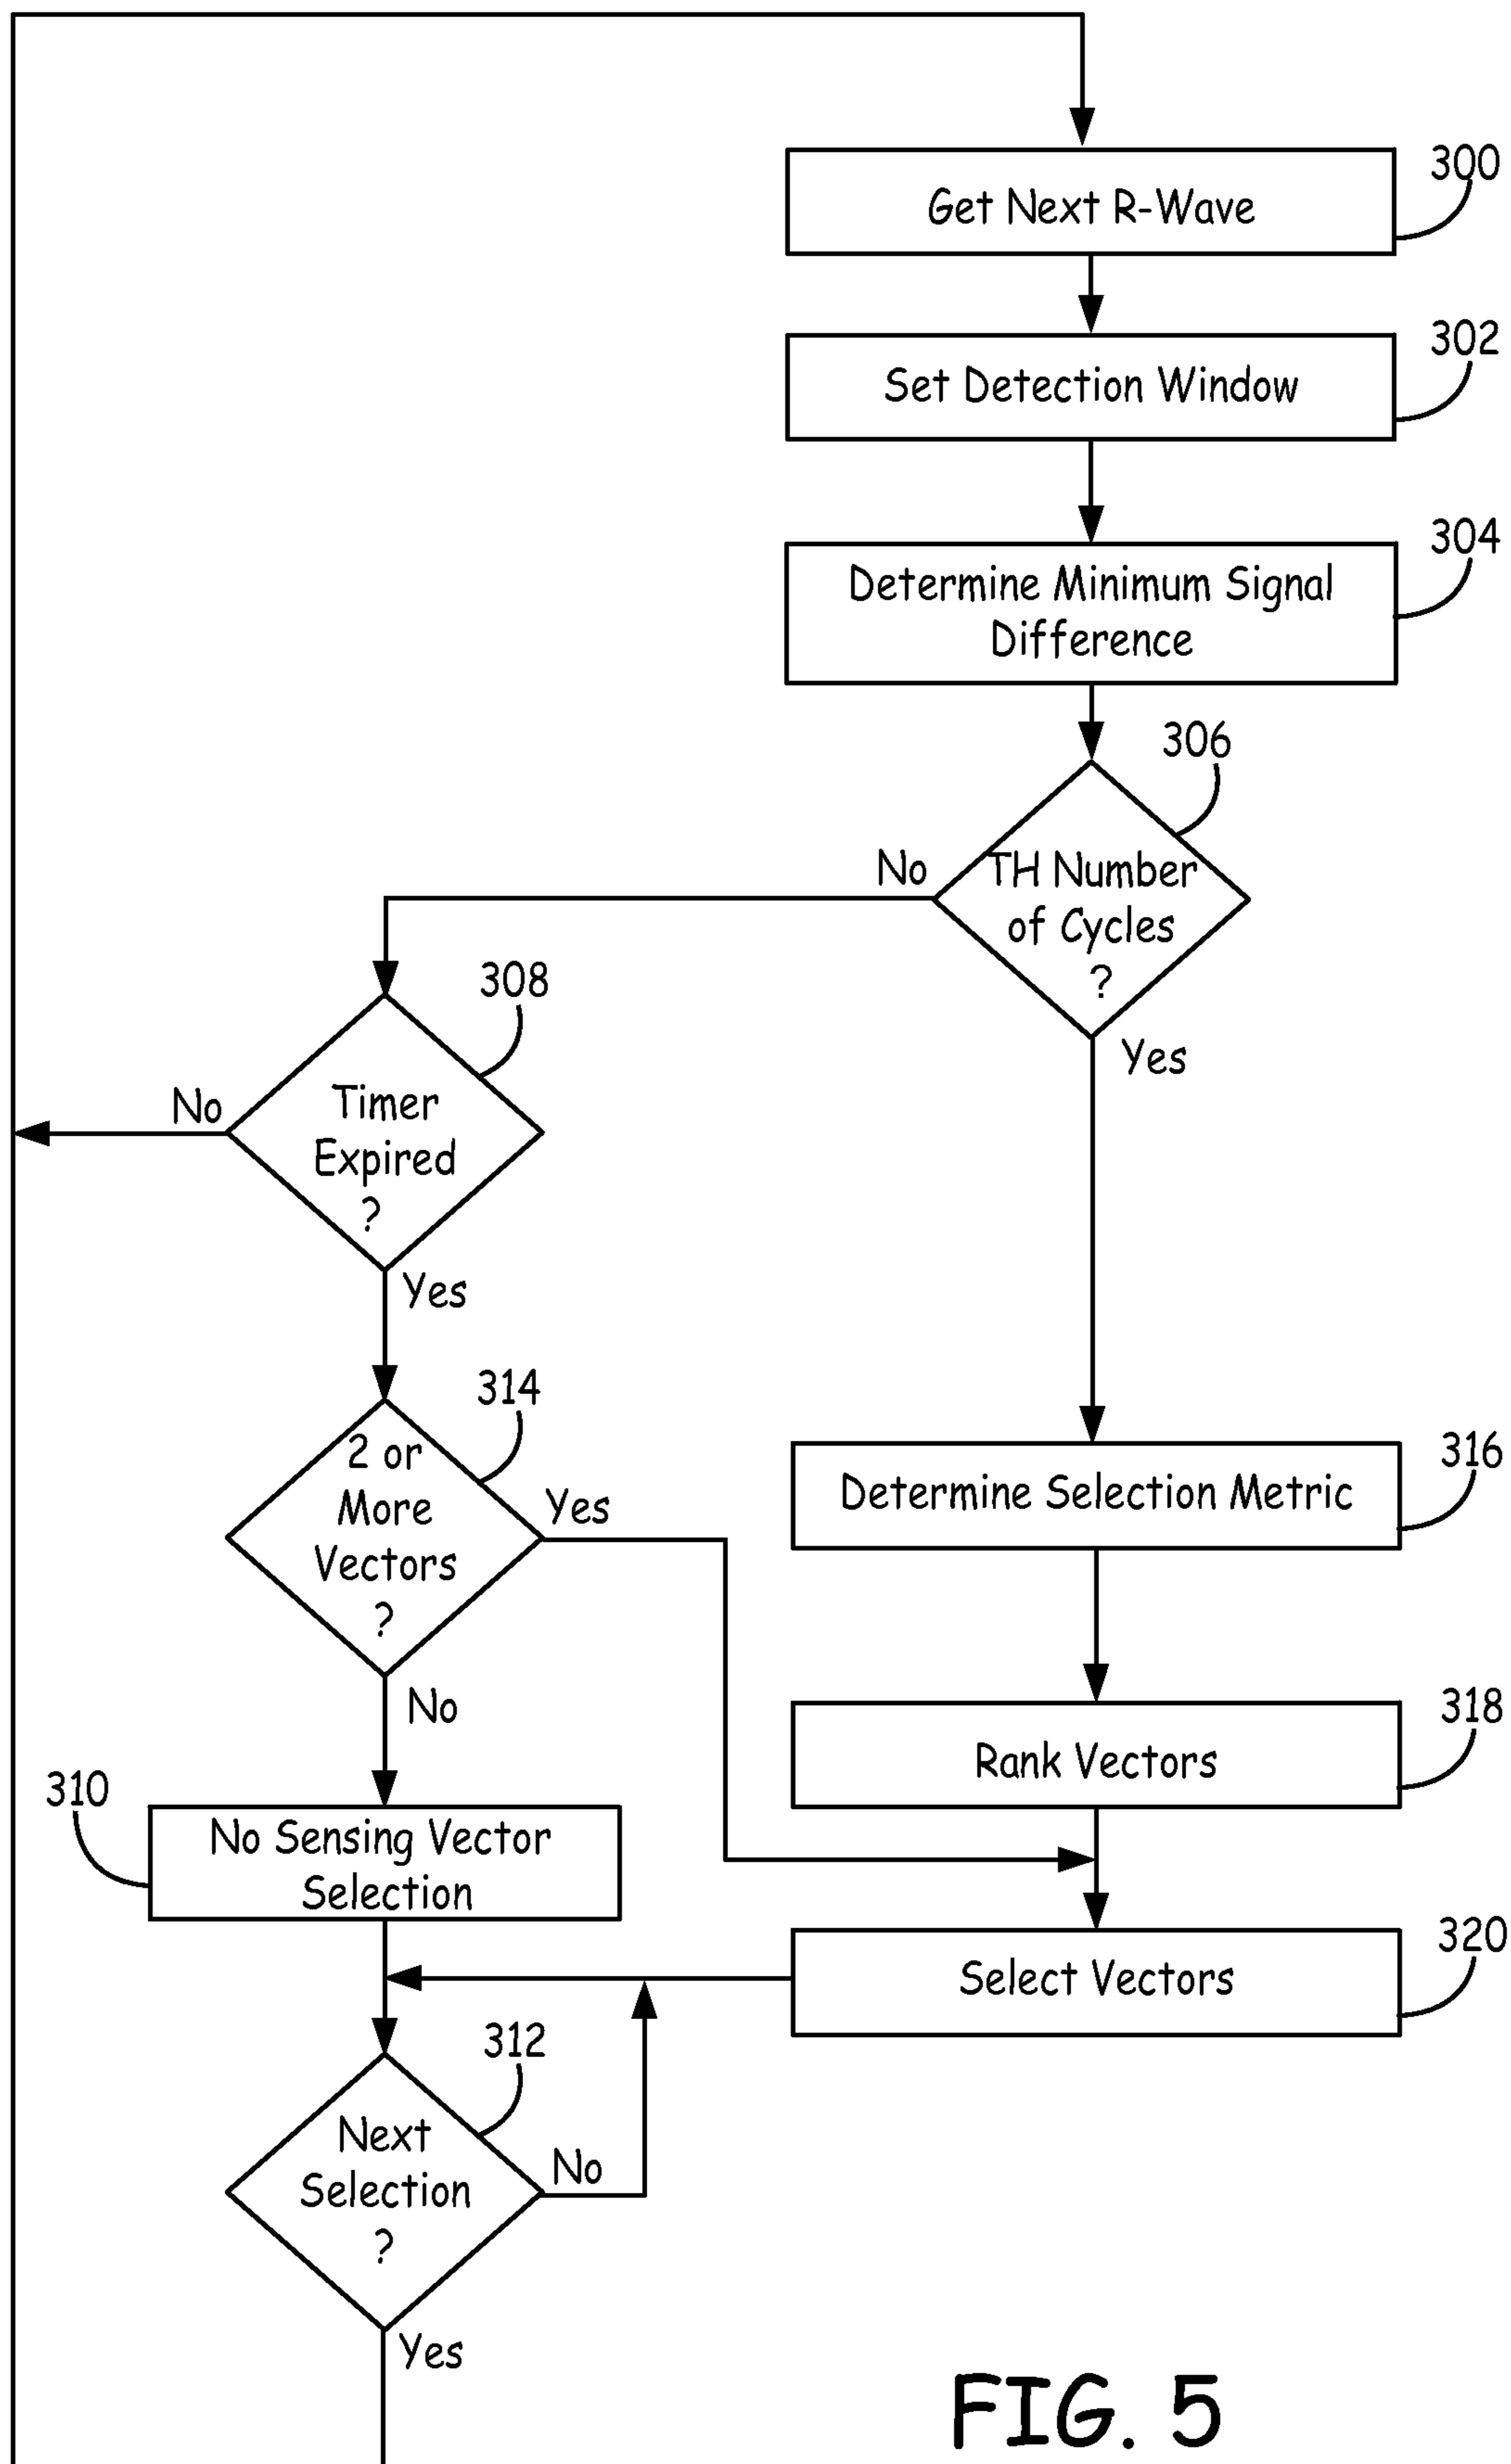 300
Get Next R-Wave
302
Set Detection Window
304
Determine Minimum Signal
Difference
306
No
TH Number
of Cycles
?
Yes
308
No
Timer
Expired
?
Yes
314
2 or
More
Vectors
?
Yes
No
316
Determine Selection Metric
318
Rank Vectors
310
No Sensing Vector
Selection
320
Select Vectors
312
Next
Selection
?
No
Yes
FIG. 5